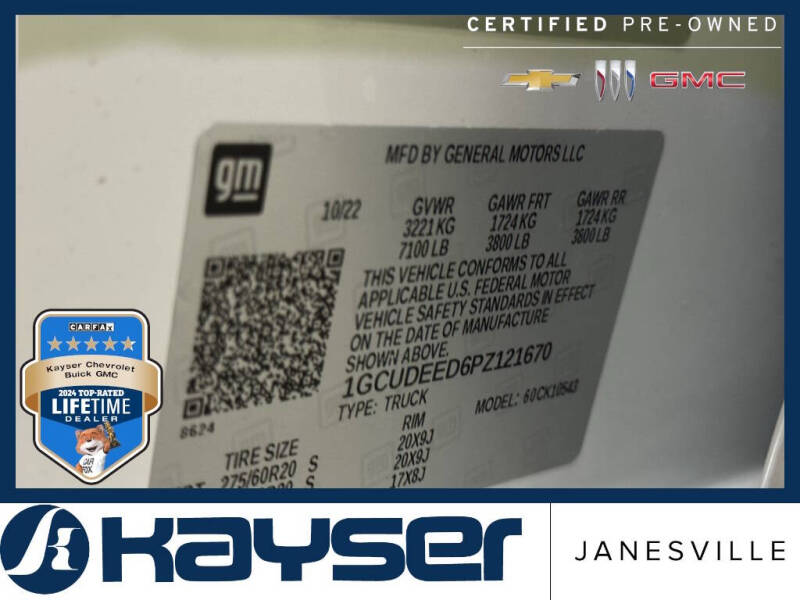 CERTIFIED PRE-OWNED
GMC
gm
MFD BY GENERAL MOTORS LLC
10/22
GVWR GAWR FRT GAWR RR
3221 KG 1724 KG 1724 KG
7100 LB 3800 LB 3800 LB
THIS VEHICLE CONFORMS TO ALL
APPLICABLE U.S. FEDERAL MOTOR
VEHICLE SAFETY STANDARDS IN EFFECT
ON THE DATE OF MANUFACTURE
SHOWN ABOVE.
1GCUDEED6PZ121670
TYPE: TRUCK MODEL: 60CK10543
8624
TIRE SIZE RIM
275/60R20 S 20X9J
S 20X9J
17X8J
CARFAX
Kayser Chevrolet
Buick GMC
2024 TOP-RATED
LIFETIME
DEALER
CAR
FOX
KAYSER
JANESVILLE